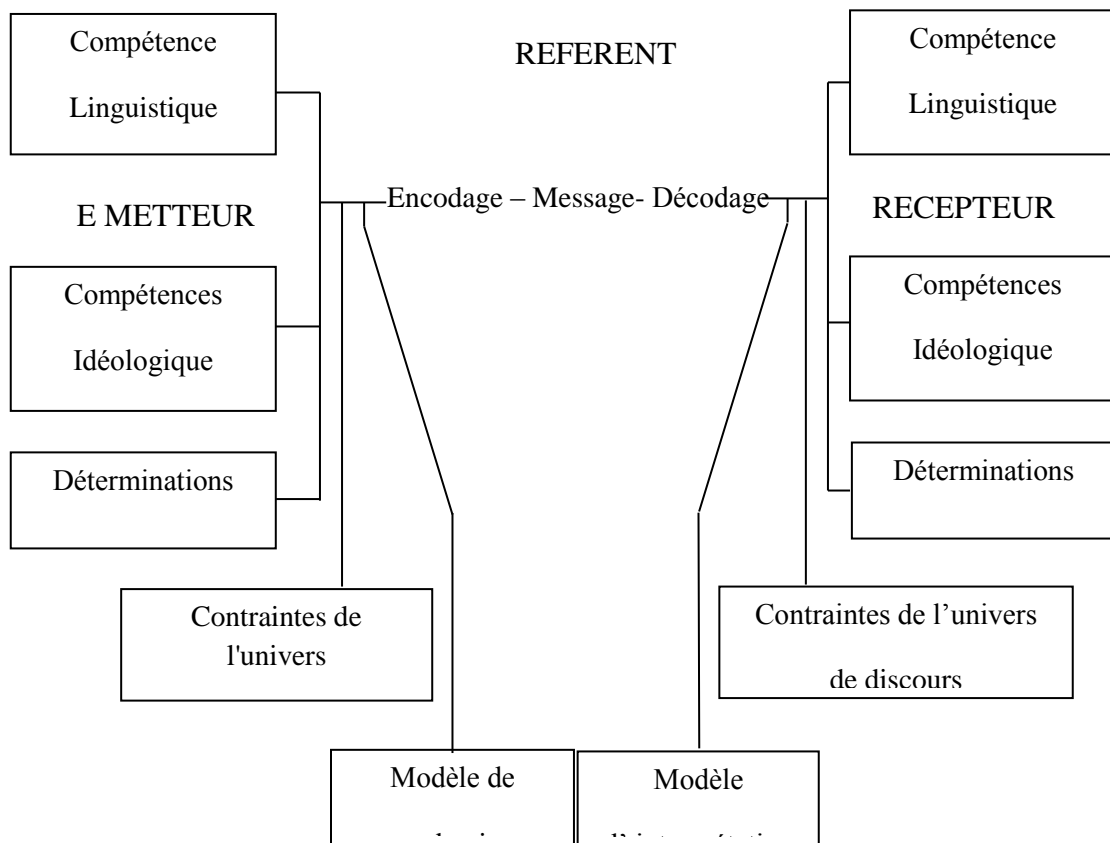 Compétence
Linguistique
REFERENT
Compétence
Linguistique
E METTEUR
Encodage – Message- Décodage
RECEPTEUR
Compétences
Idéologique
Compétences
Idéologique
Déterminations
Déterminations
Contraintes de
l'univers
Contraintes de l’univers
de discours
Modèle de
Modèle